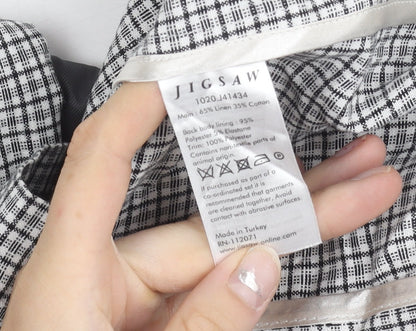 JIGSAW
1020J41434
Main : 65% Linen 35% Cotton
Back body lining : 95%
Polyester 5% Elastane
Trim: 100% Polyester
Contains non-textile parts of
animal origin
If purchased as part of a
co-ordinated set it is
recommended that garments
are cleaned together. Avoid
contact with abrasive surfaces
Made in Turkey
RN-112071
www.jigsaw-online.com